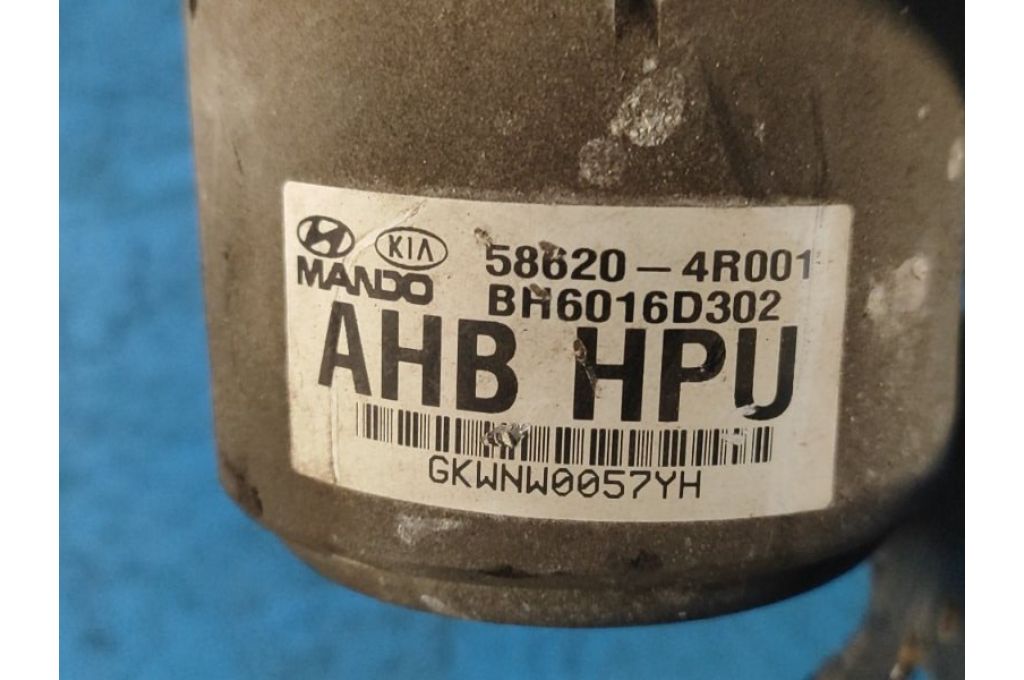 KIA
MANDO
58620-4R001
BH6016D302
AHB HPU
GKWNW0057YH